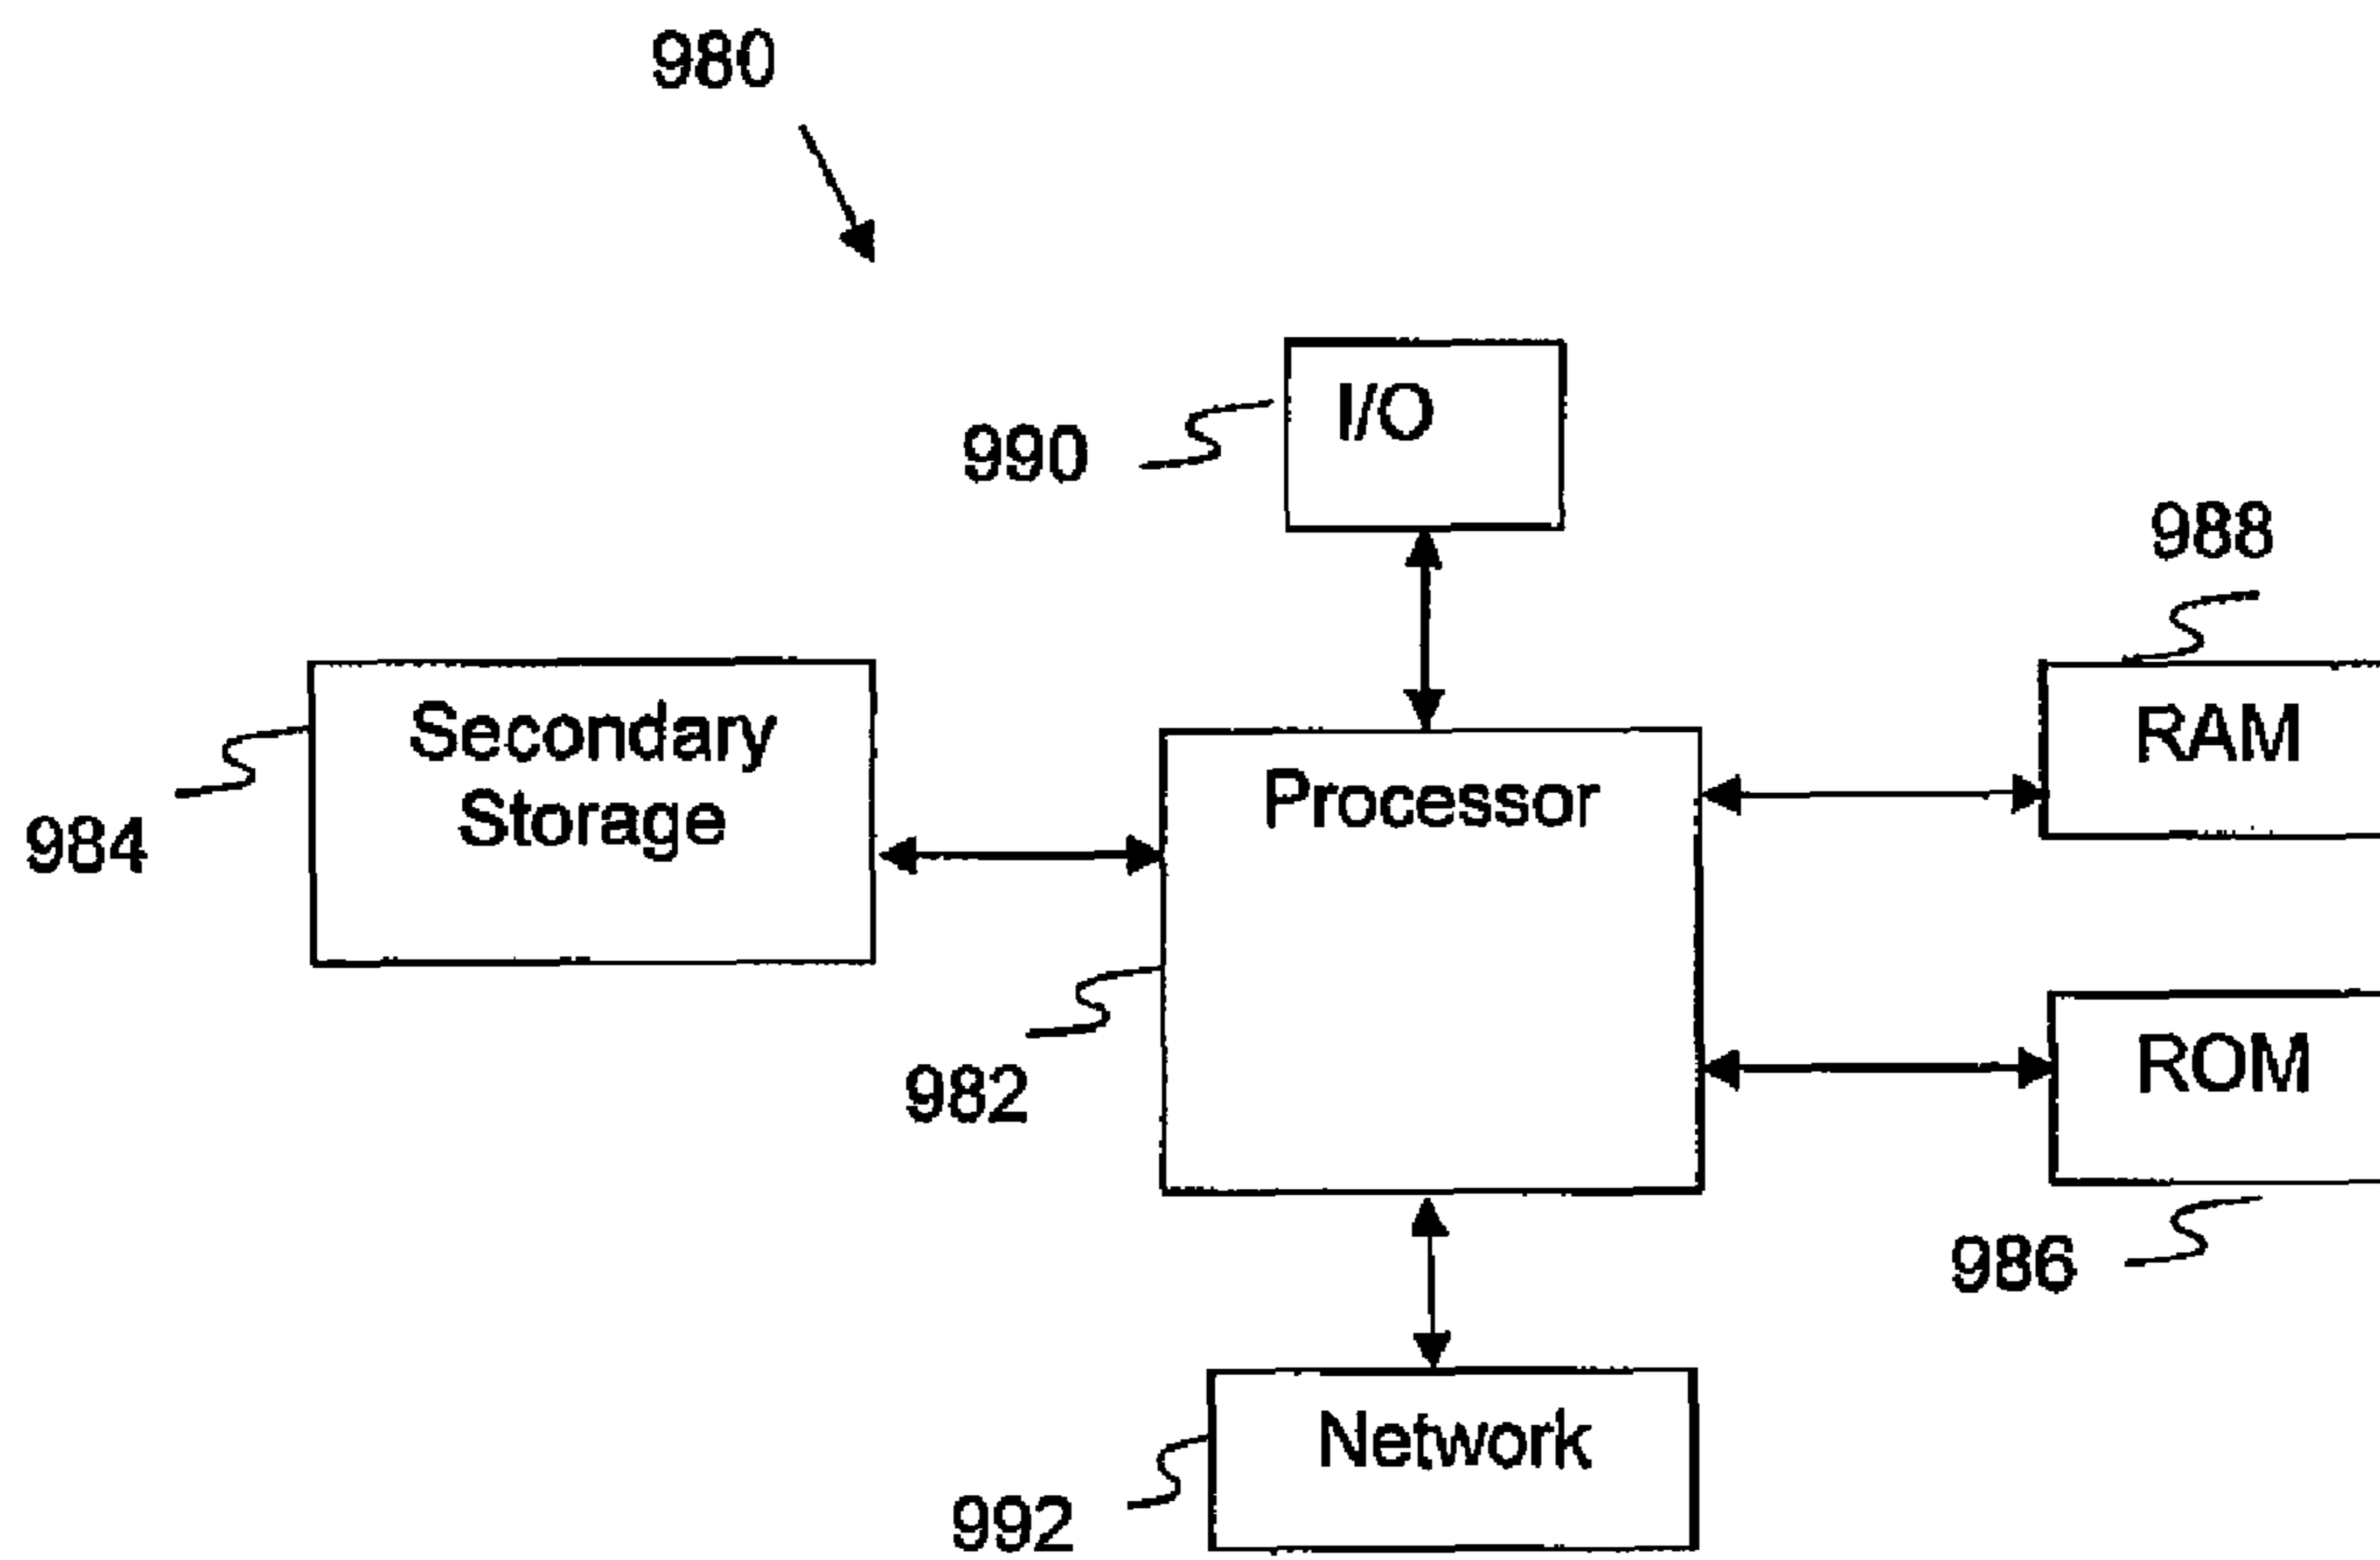 980
I/O
990
988
Secondary
Storage
RAM
Processor
984
ROM
982
986
Network
992